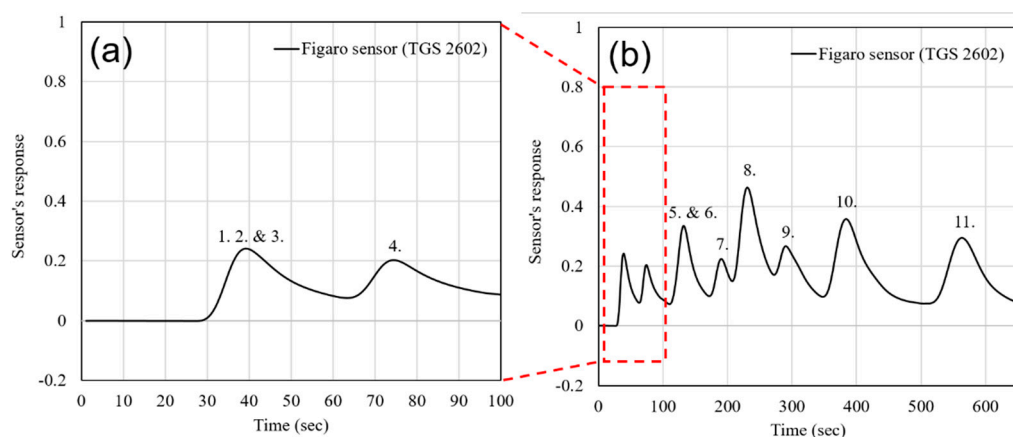 (a)
Figaro sensor (TGS 2602)
1
0.8
0.6
0.4
0.2
0
-0.2
Sensor's response
1. 2. & 3.
4.
0 10 20 30 40 50 60 70 80 90 100
Time (sec)
(b)
Figaro sensor (TGS 2602)
1
0.8
0.6
0.4
0.2
0
-0.2
Sensor's response
5. & 6.
7.
8.
9.
10.
11.
0 100 200 300 400 500 600
Time (sec)